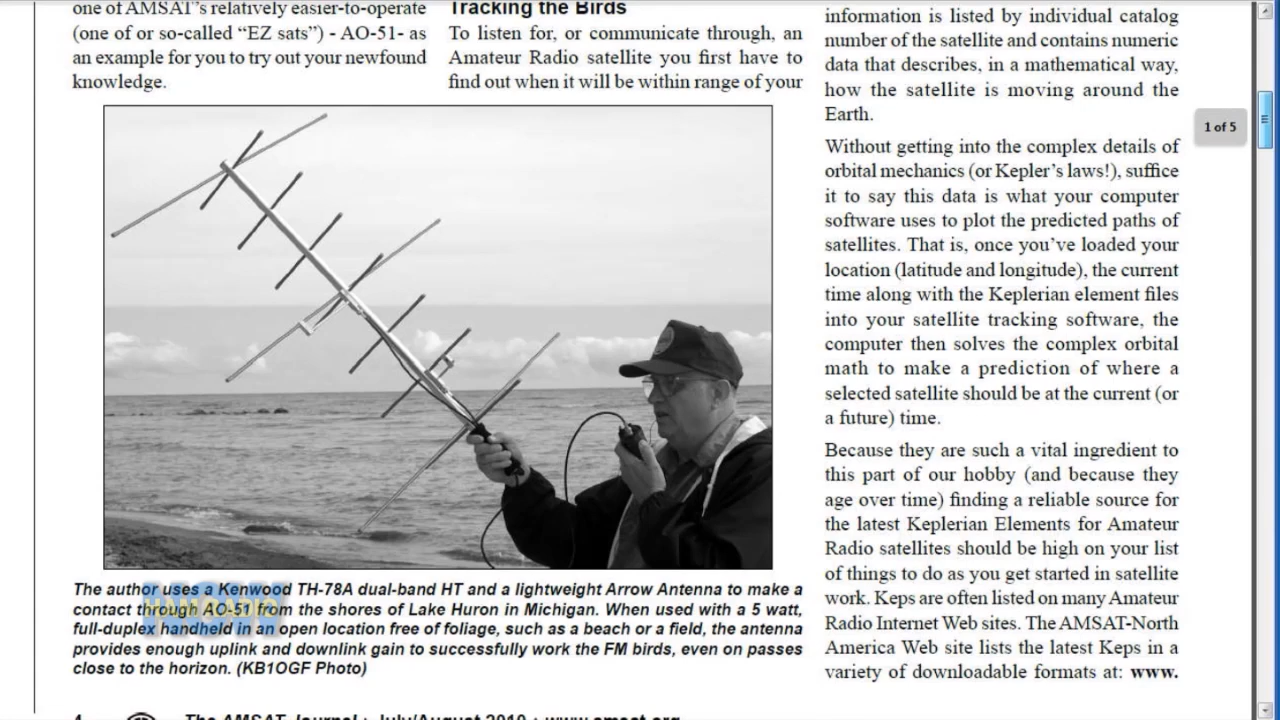 one of AMSAT’s relatively easier-to-operate
(one of or so-called “EZ sats”) - AO-51- as
an example for you to try out your newfound
knowledge.
Tracking the Birds
To listen for, or communicate through, an
Amateur Radio satellite you first have to
find out when it will be within range of your
information is listed by individual catalog
number of the satellite and contains numeric
data that describes, in a mathematical way,
how the satellite is moving around the
Earth.
Without getting into the complex details of
orbital mechanics (or Kepler’s laws!), suffice
it to say this data is what your computer
software uses to plot the predicted paths of
satellites. That is, once you’ve loaded your
location (latitude and longitude), the current
time along with the Keplerian element files
into your satellite tracking software, the
computer then solves the complex orbital
math to make a prediction of where a
selected satellite should be at the current (or
a future) time.
Because they are such a vital ingredient to
this part of our hobby (and because they
age over time) finding a reliable source for
the latest Keplerian Elements for Amateur
Radio satellites should be high on your list
of things to do as you get started in satellite
work. Keps are often listed on many Amateur
Radio Internet Web sites. The AMSAT-North
America Web site lists the latest Keps in a
variety of downloadable formats at: www.
1 of 5
The author uses a Kenwood TH-78A dual-band HT and a lightweight Arrow Antenna to make a
contact through AO-51 from the shores of Lake Huron in Michigan. When used with a 5 watt,
full-duplex handheld in an open location free of foliage, such as a beach or a field, the antenna
provides enough uplink and downlink gain to successfully work the FM birds, even on passes
close to the horizon. (KB1OGF Photo)
HAM RADIO
NOW
4 The AMSAT Journal • July/August 2010 • www.amsat.org